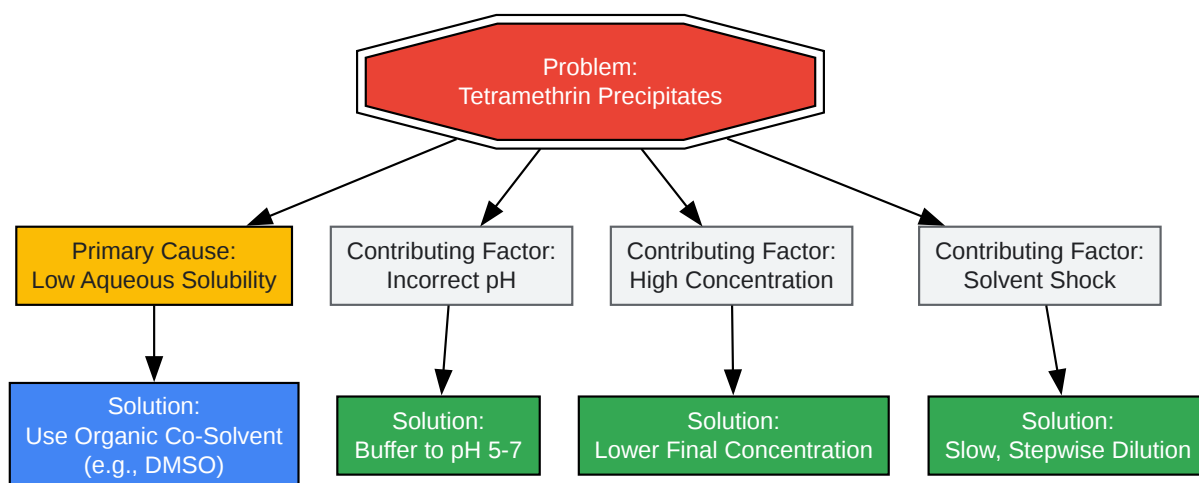 Problem:
Tetramethrin Precipitates
Primary Cause:
Low Aqueous Solubility
Contributing Factor:
Incorrect pH
Contributing Factor:
High Concentration
Contributing Factor:
Solvent Shock
Solution:
Use Organic Co-Solvent
(e.g., DMSO)
Solution:
Buffer to pH 5-7
Solution:
Lower Final Concentration
Solution:
Slow, Stepwise Dilution